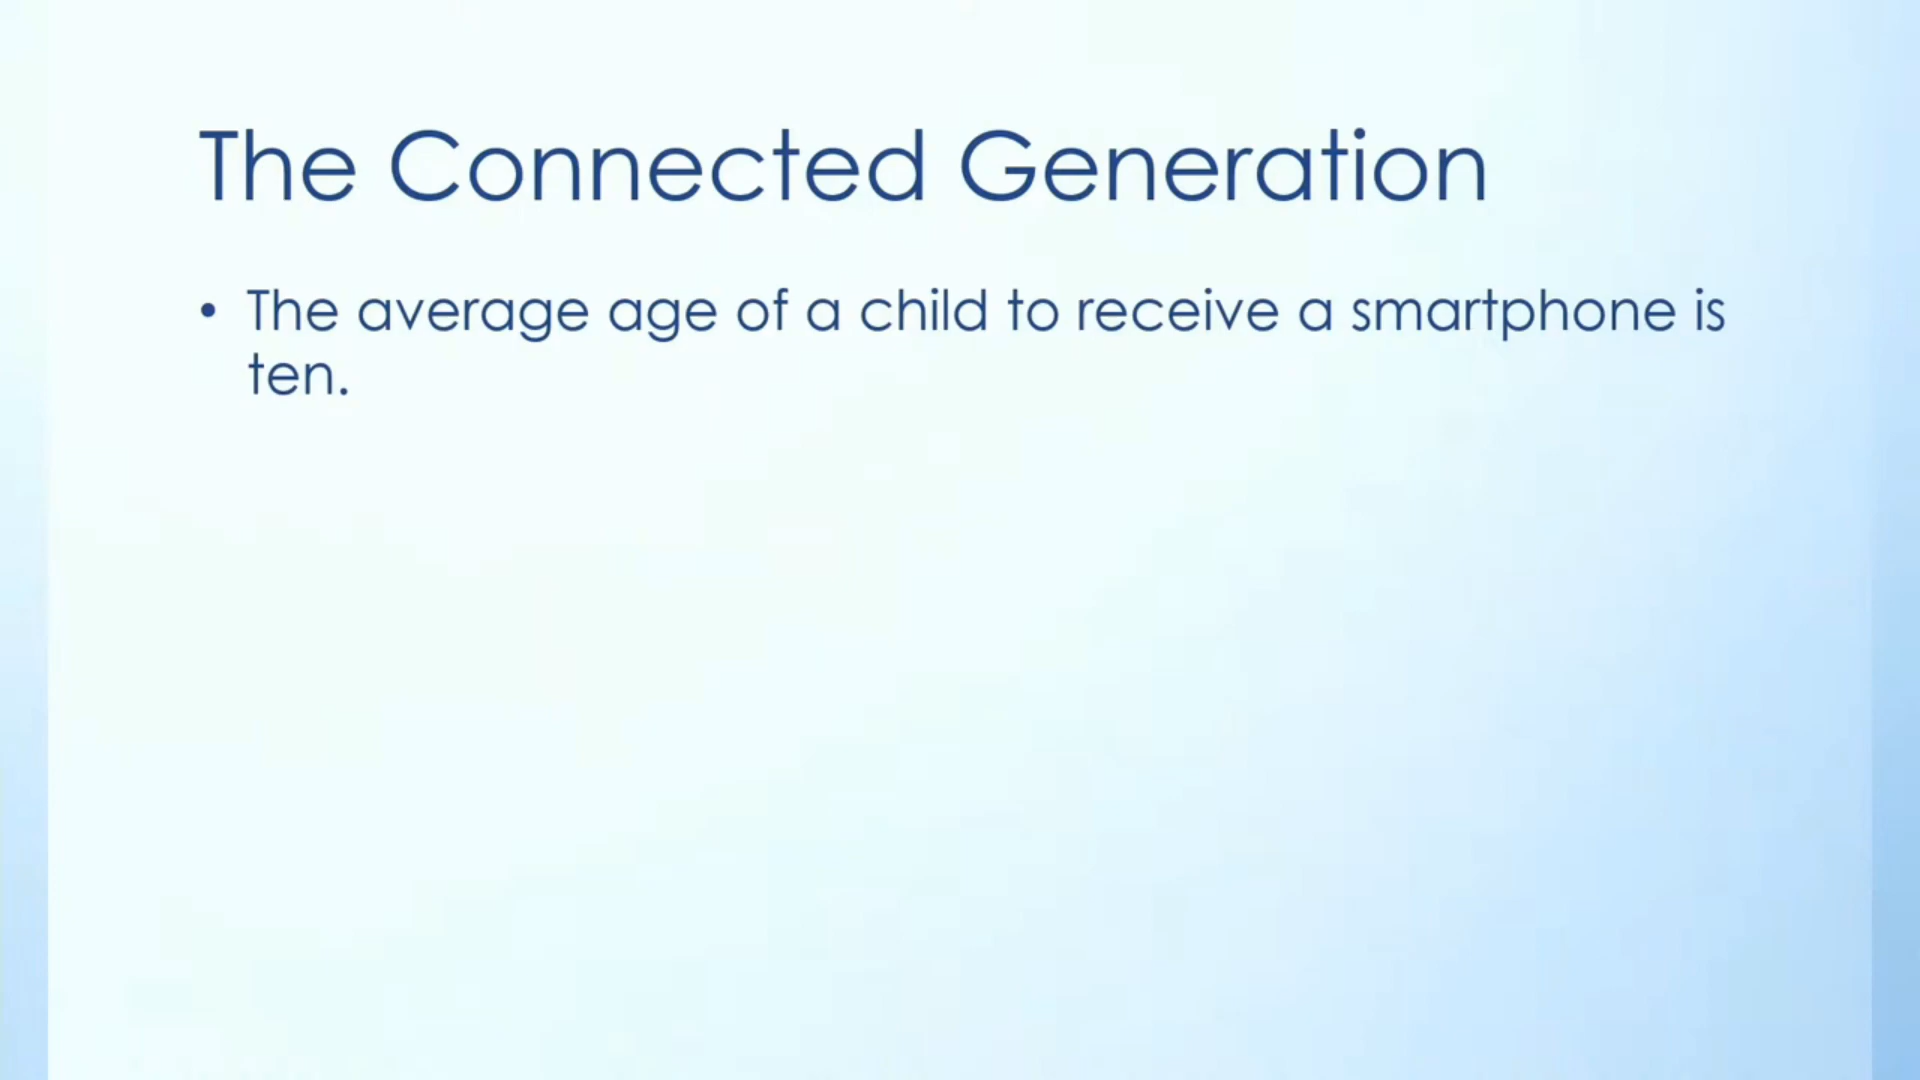 The Connected Generation
• The average age of a child to receive a smartphone is
ten.